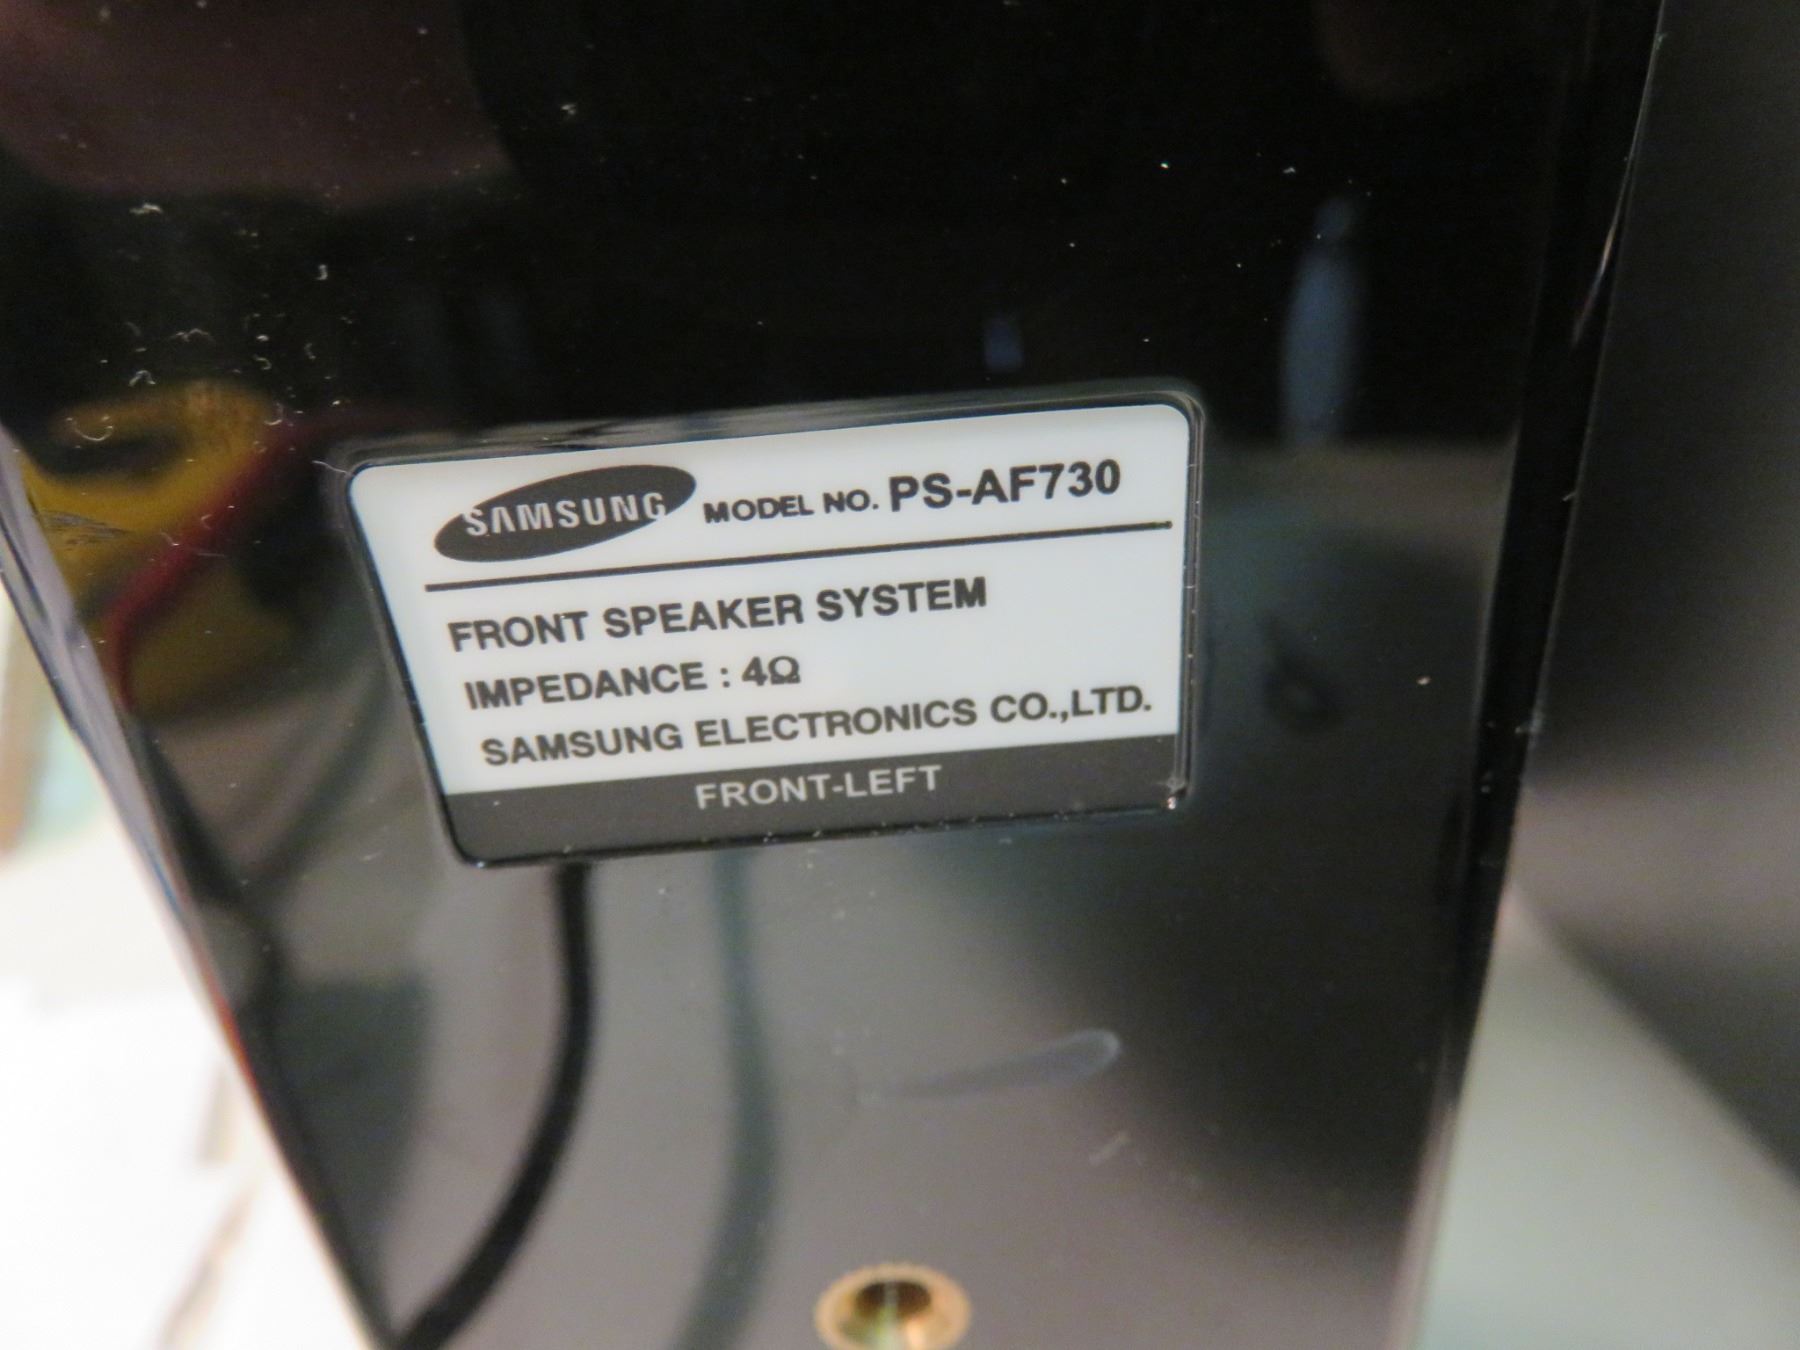 SAMSUNG MODEL NO. PS-AF730
FRONT SPEAKER SYSTEM
IMPEDANCE : 4Ω
SAMSUNG ELECTRONICS CO.,LTD.
FRONT-LEFT